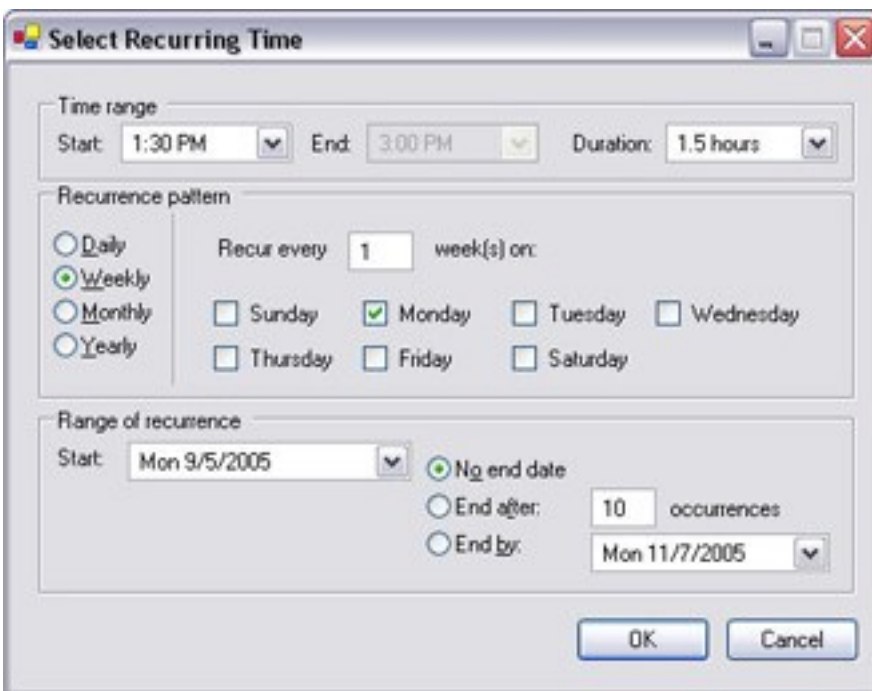 Select Recurring Time
Time range
Start: 1:30 PM End: 3:00 PM Duration: 1.5 hours
Recurrence pattern
Daily
Weekly
Monthly
Yearly
Recur every 1 week(s) on:
Sunday Monday Tuesday Wednesday
Thursday Friday Saturday
Range of recurrence
Start: Mon 9/5/2005
No end date
End after: 10 occurrences
End by: Mon 11/7/2005
OK Cancel